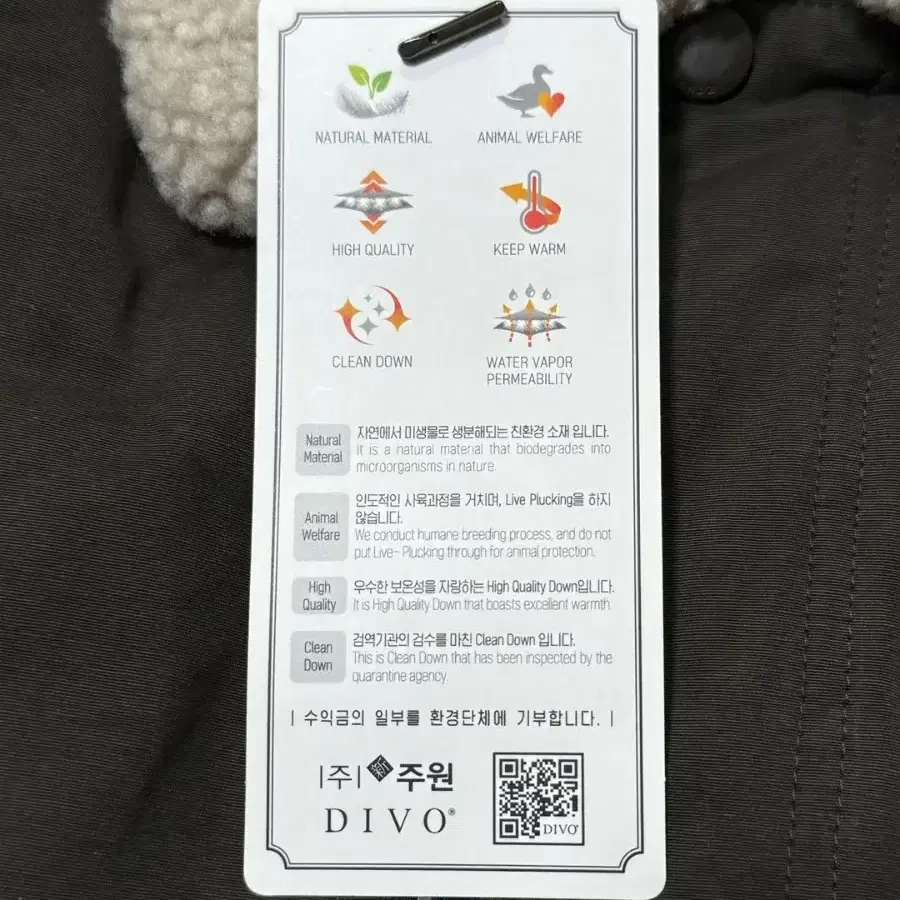 NATURAL MATERIAL
ANIMAL WELFARE
HIGH QUALITY
KEEP WARM
CLEAN DOWN
WATER VAPOR
PERMEABILITY
Natural
Material
자연에서 미생물로 생분해되는 친환경 소재 입니다.
It is a natural material that biodegrades into
microorganisms in nature.
Animal
Welfare
인도적인 사육과정을 거치며, Live Plucking을 하지
않습니다.
We conduct humane breeding process, and do not
put Live- Plucking through for animal protection.
High
Quality
우수한 보온성을 자랑하는 High Quality Down입니다.
It is High Quality Down that boasts excellent warmth.
Clean
Down
검역기관의 검수를 마친 Clean Down 입니다.
This is Clean Down that has been inspected by the
quarantine agency.
| 수익금의 일부를 환경단체에 기부합니다. |
|주| 新 주원
DIVO®
DIVO®